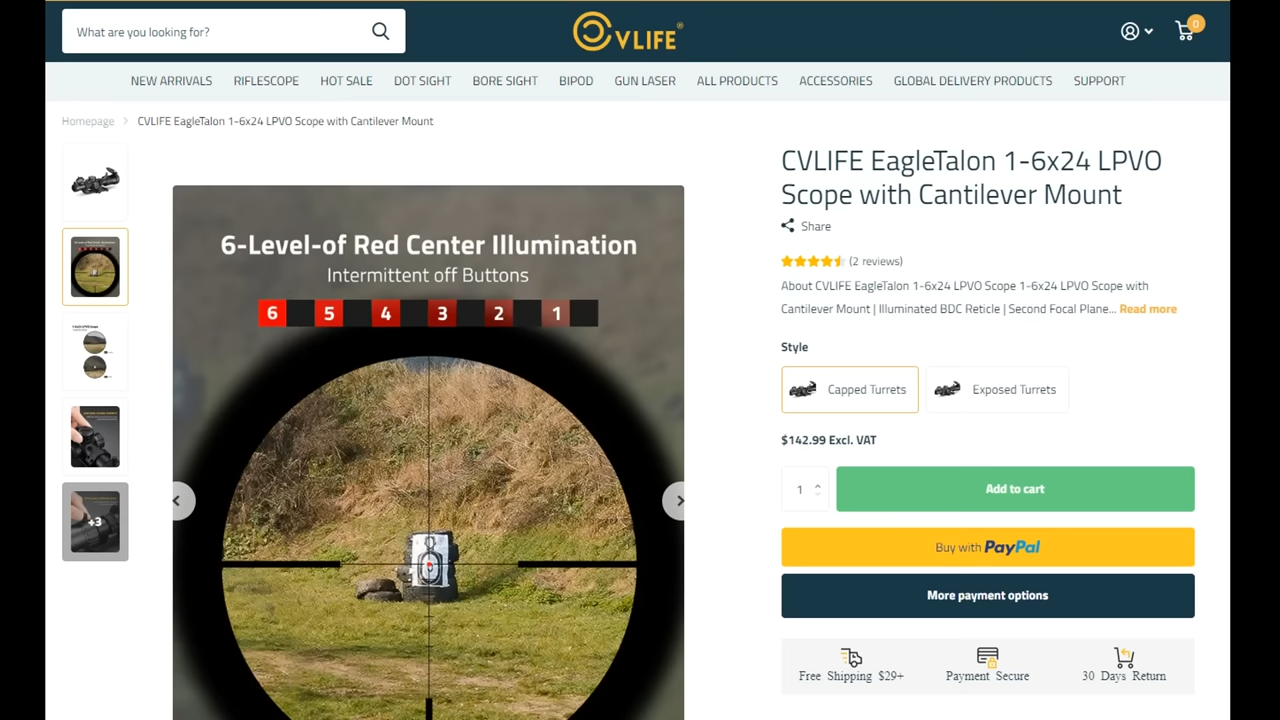 What are you looking for?
CVLIFE®
0
NEW ARRIVALS RIFLESCOPE HOT SALE DOT SIGHT BORE SIGHT BIPOD GUN LASER ALL PRODUCTS ACCESSORIES GLOBAL DELIVERY PRODUCTS SUPPORT
Homepage > CVLIFE EagleTalon 1-6x24 LPVO Scope with Cantilever Mount
+3
6-Level-of Red Center Illumination
Intermittent off Buttons
6 5 4 3 2 1
CVLIFE EagleTalon 1-6x24 LPVO
Scope with Cantilever Mount
Share
(2 reviews)
About CVLIFE EagleTalon 1-6x24 LPVO Scope 1-6x24 LPVO Scope with
Cantilever Mount | Illuminated BDC Reticle | Second Focal Plane... Read more
Style
Capped Turrets Exposed Turrets
$142.99 Excl. VAT
1 Add to cart
Buy with PayPal
More payment options
Free Shipping $29+ Payment Secure 30 Days Return